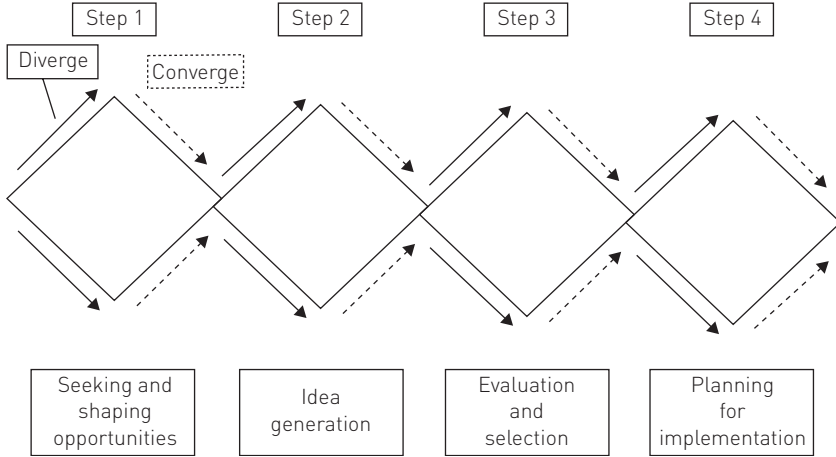 Step 1
Step 2
Step 3
Step 4
Diverge
Converge
Seeking and
shaping
opportunities
Idea
generation
Evaluation
and
selection
Planning
for
implementation